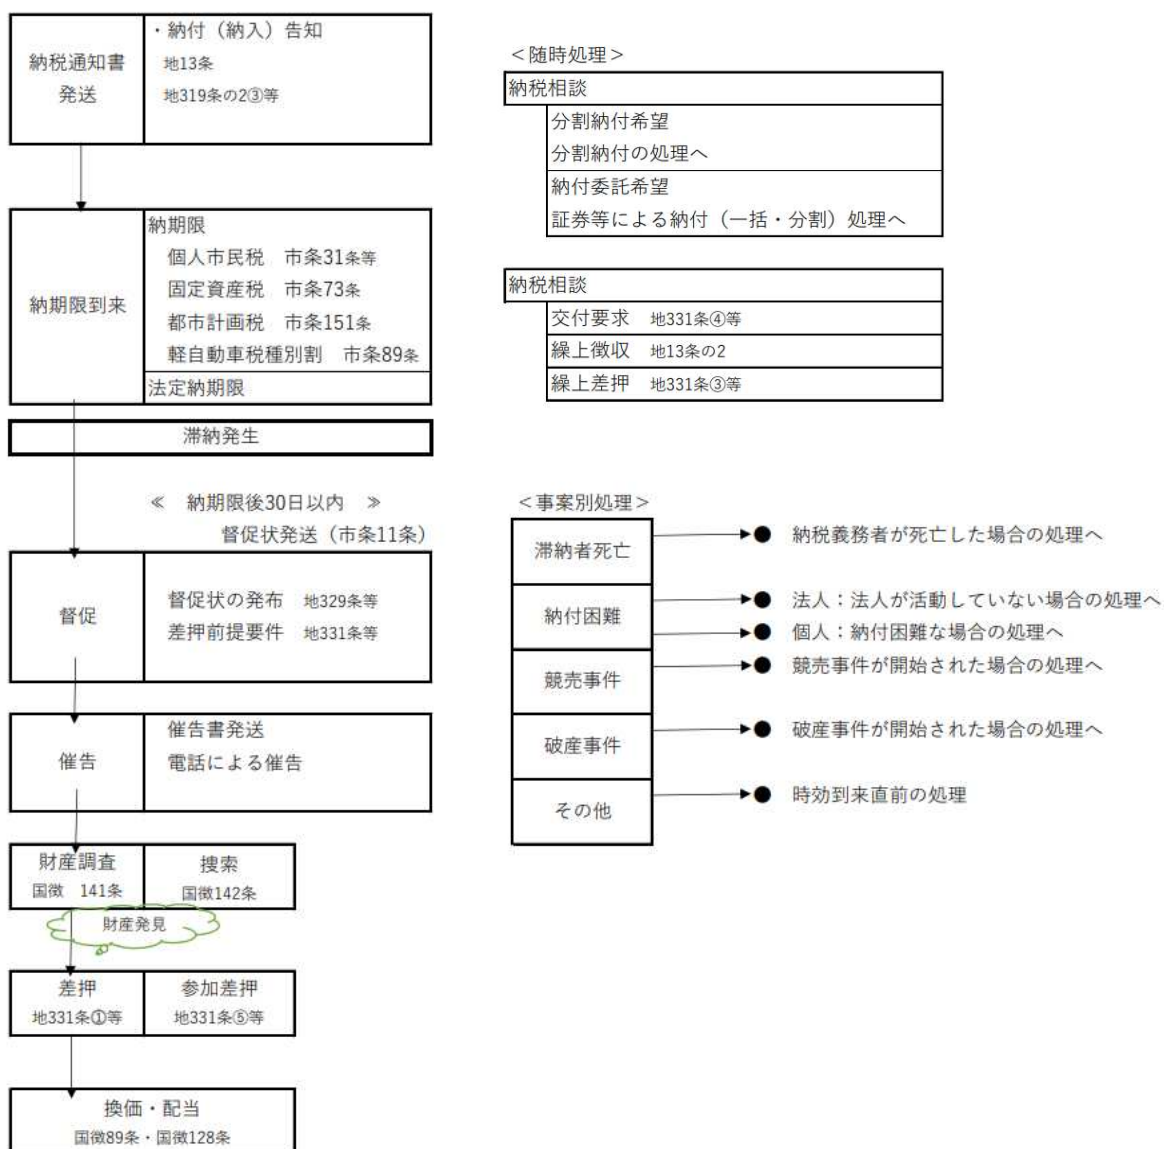 納税通知書
発送
・納付（納入）告知
地13条
地319条の2③等
納期限到来
納期限
個人市民税　市条31条等
固定資産税　市条73条
都市計画税　市条151条
軽自動車税種別割　市条89条
法定納期限
滞納発生
≪　納期限後30日以内　≫
督促状発送（市条11条）
督促
督促状の発布　地329条等
差押前提要件　地331条等
催告
催告書発送
電話による催告
財産調査
国徴　141条
捜索
国徴142条
財産発見
差押
地331条①等
参加差押
地331条⑤等
換価・配当
国徴89条・国徴128条
＜随時処理＞
納税相談
分割納付希望
分割納付の処理へ
納付委託希望
証券等による納付（一括・分割）処理へ
納税相談
交付要求　地331条④等
繰上徴収　地13条の2
繰上差押　地331条③等
＜事案別処理＞
滞納者死亡
● 納税義務者が死亡した場合の処理へ
納付困難
● 法人：法人が活動していない場合の処理へ
● 個人：納付困難な場合の処理へ
競売事件
● 競売事件が開始された場合の処理へ
破産事件
● 破産事件が開始された場合の処理へ
その他
● 時効到来直前の処理